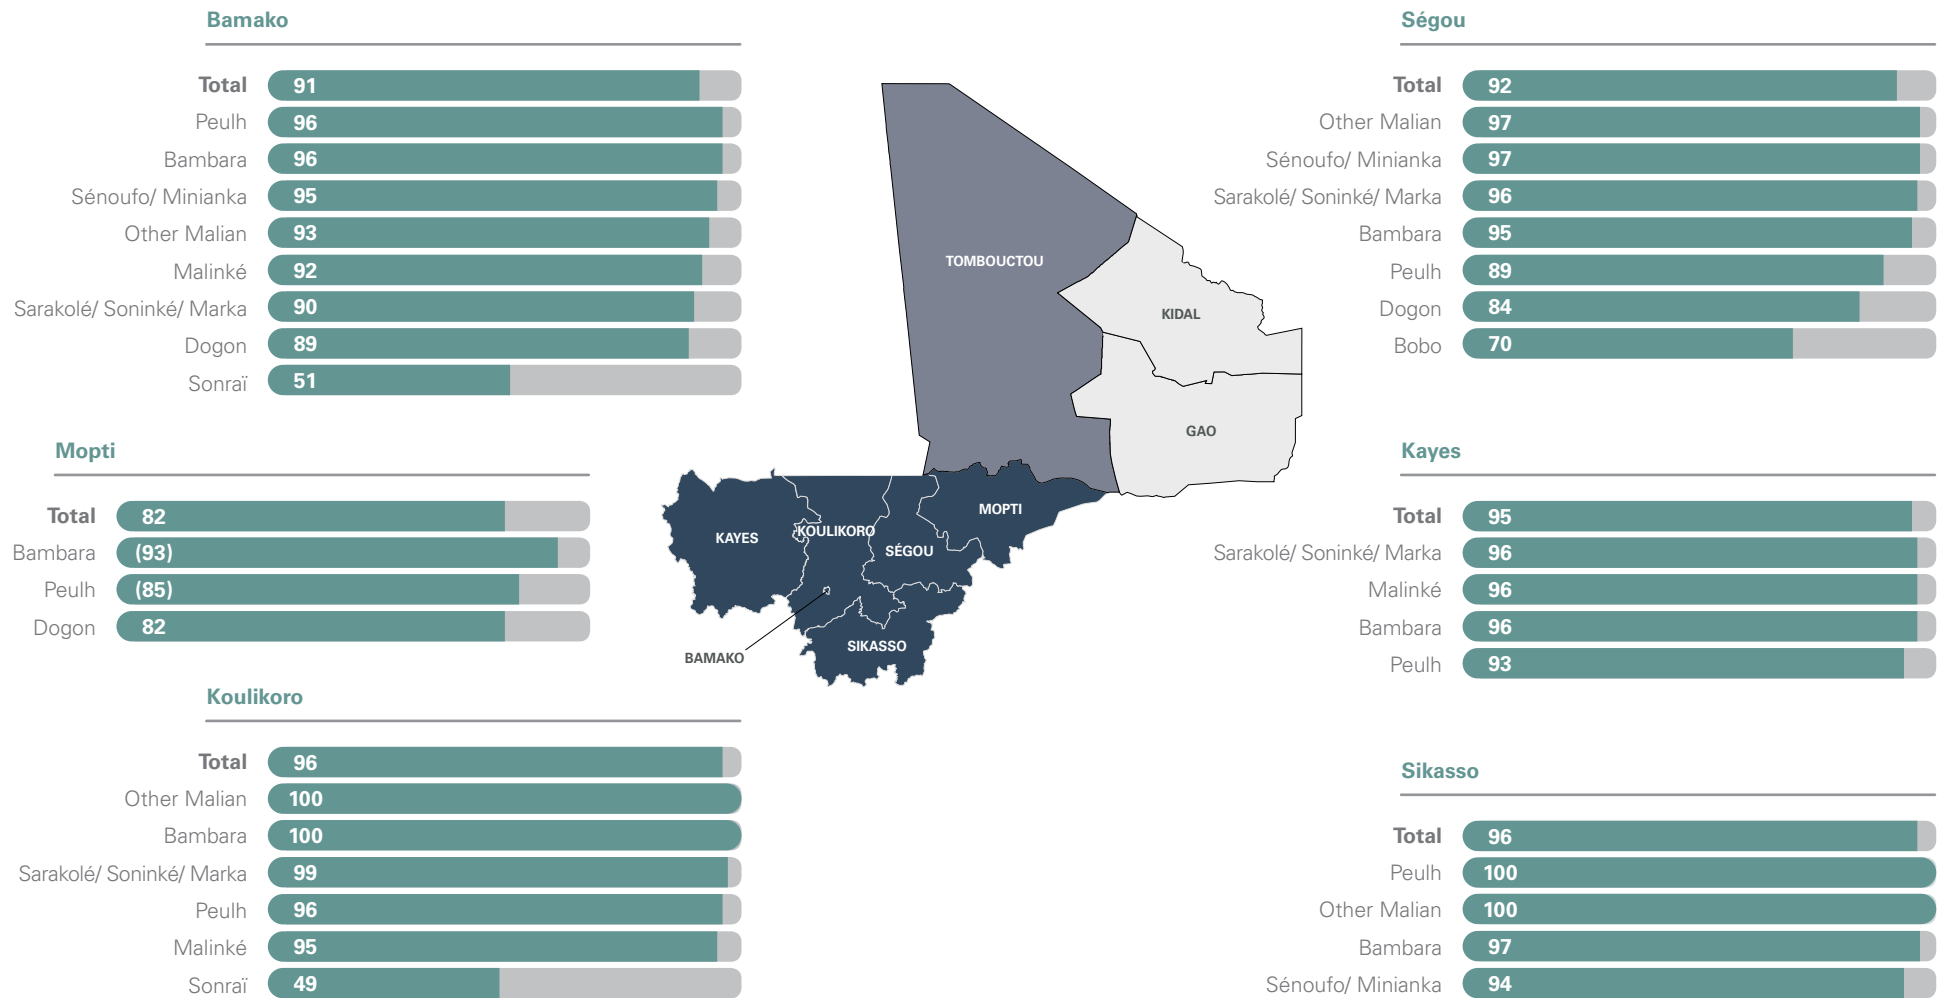 Bamako
Total 91
Peulh 96
Bambara 96
Sénoufo/ Minianka 95
Other Malian 93
Malinké 92
Sarakolé/ Soninké/ Marka 90
Dogon 89
Sonraï 51
Mopti
Total 82
Bambara (93)
Peulh (85)
Dogon 82
Koulikoro
Total 96
Other Malian 100
Bambara 100
Sarakolé/ Soninké/ Marka 99
Peulh 96
Malinké 95
Sonraï 49
TOMBOUCTOU
KIDAL
GAO
MOPTI
KOULIKORO
KAYES
SÉGOU
SIKASSO
BAMAKO
Ségou
Total 92
Other Malian 97
Sénoufo/ Minianka 97
Sarakolé/ Soninké/ Marka 96
Bambara 95
Peulh 89
Dogon 84
Bobo 70
Kayes
Total 95
Sarakolé/ Soninké/ Marka 96
Malinké 96
Bambara 96
Peulh 93
Sikasso
Total 96
Peulh 100
Other Malian 100
Bambara 97
Sénoufo/ Minianka 94